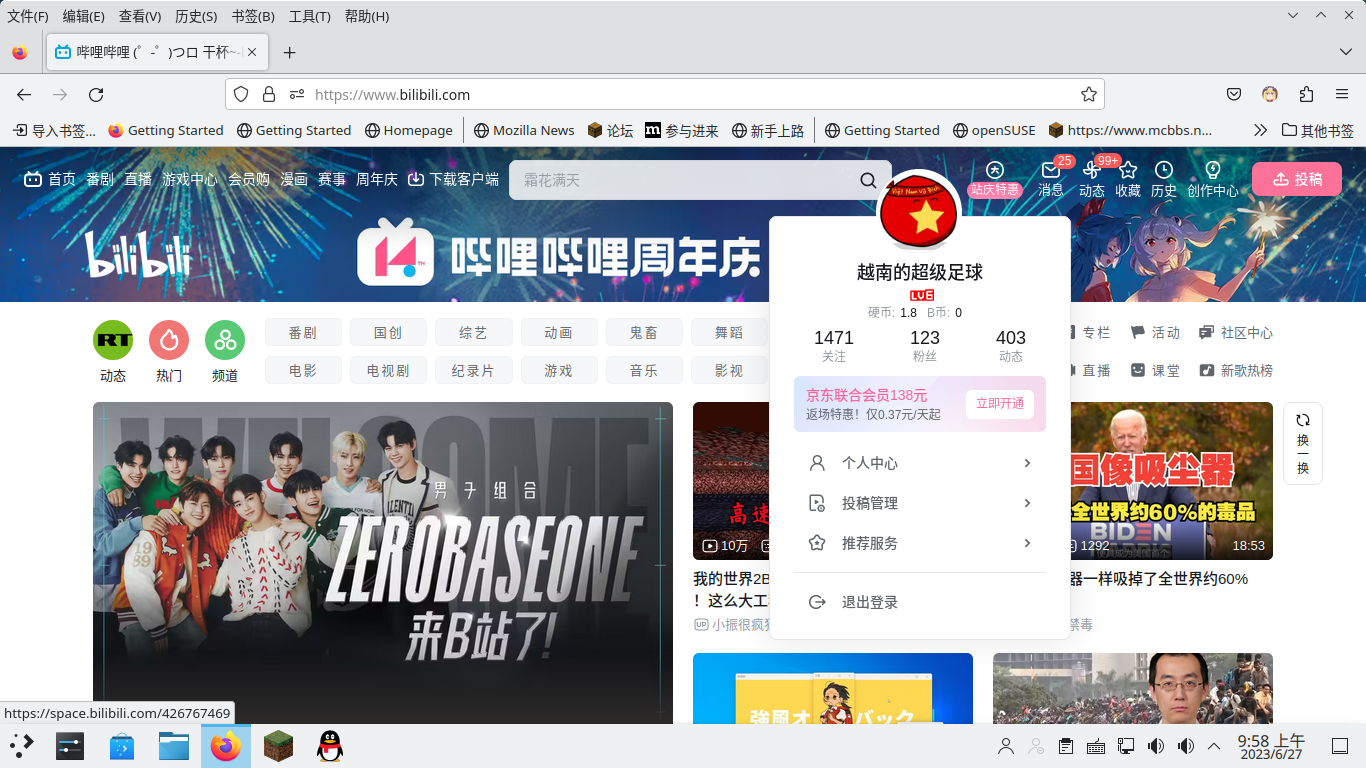 文件(F) 编辑(E) 查看(V) 历史(S) 书签(B) 工具(T) 帮助(H)
哔哩哔哩 (゜-゜)つロ 干杯~-
https://www.bilibili.com
导入书签... Getting Started Getting Started Homepage Mozilla News 论坛 参与进来 新手上路 Getting Started openSUSE https://www.mcbbs.n... 其他书签
首页 番剧 直播 游戏中心 会员购 漫画 赛事 周年庆 下载客户端
霜花满天
站庆特惠 消息 25 动态 99+ 收藏 历史 创作中心 投稿
bilibili
14 TH
哔哩哔哩周年庆
越南的超级足球
LV6
硬币: 1.8 B币: 0
1471 123 403
关注 粉丝 动态
京东联合会员138元
返场特惠！仅0.37元/天起
立即开通
个人中心
投稿管理
推荐服务
退出登录
RT
动态 热门 频道
番剧 国创 综艺 动画 鬼畜 舞蹈
专栏 活动 社区中心
电影 电视剧 纪录片 游戏 音乐 影视
直播 课堂 新歌热榜
WELCOME
男子组合
ZEROBASEONE
来B站了!
1989
高速
10万
我的世界2B
！这么大工
UP 小振很疯狂
国像吸尘器
全世界约60%的毒品
BIDEN
1292 18:53
器一样吸掉了全世界约60%
禁毒
换一换
強風オールバック
https://space.bilibili.com/426767469
9:58 上午
2023/6/27